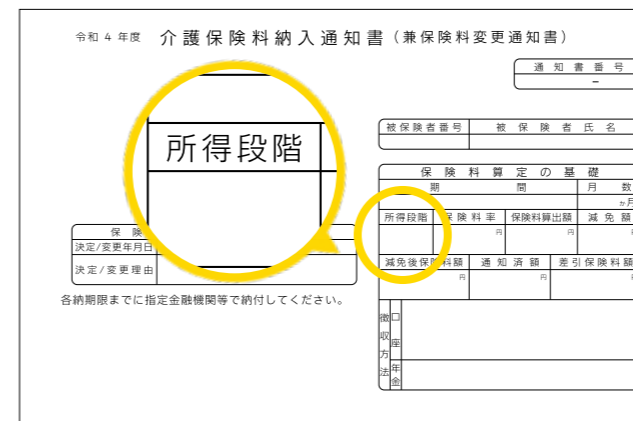 令和 4 年度 介護保険料納入通知書（兼保険料変更通知書）
通知書番号
－
被保険者番号 被保険者氏名
所得段階
保険料算定の基礎
期間 月数
ヵ月
所得段階 保険料率 保険料算出額 減免額
円 円
減免後保険料額 通知済額 差引保険料額
円 円
保険
決定/変更年月日
決定/変更理由
各納期限までに指定金融機関等で納付してください。
徴収方法
口座
年金